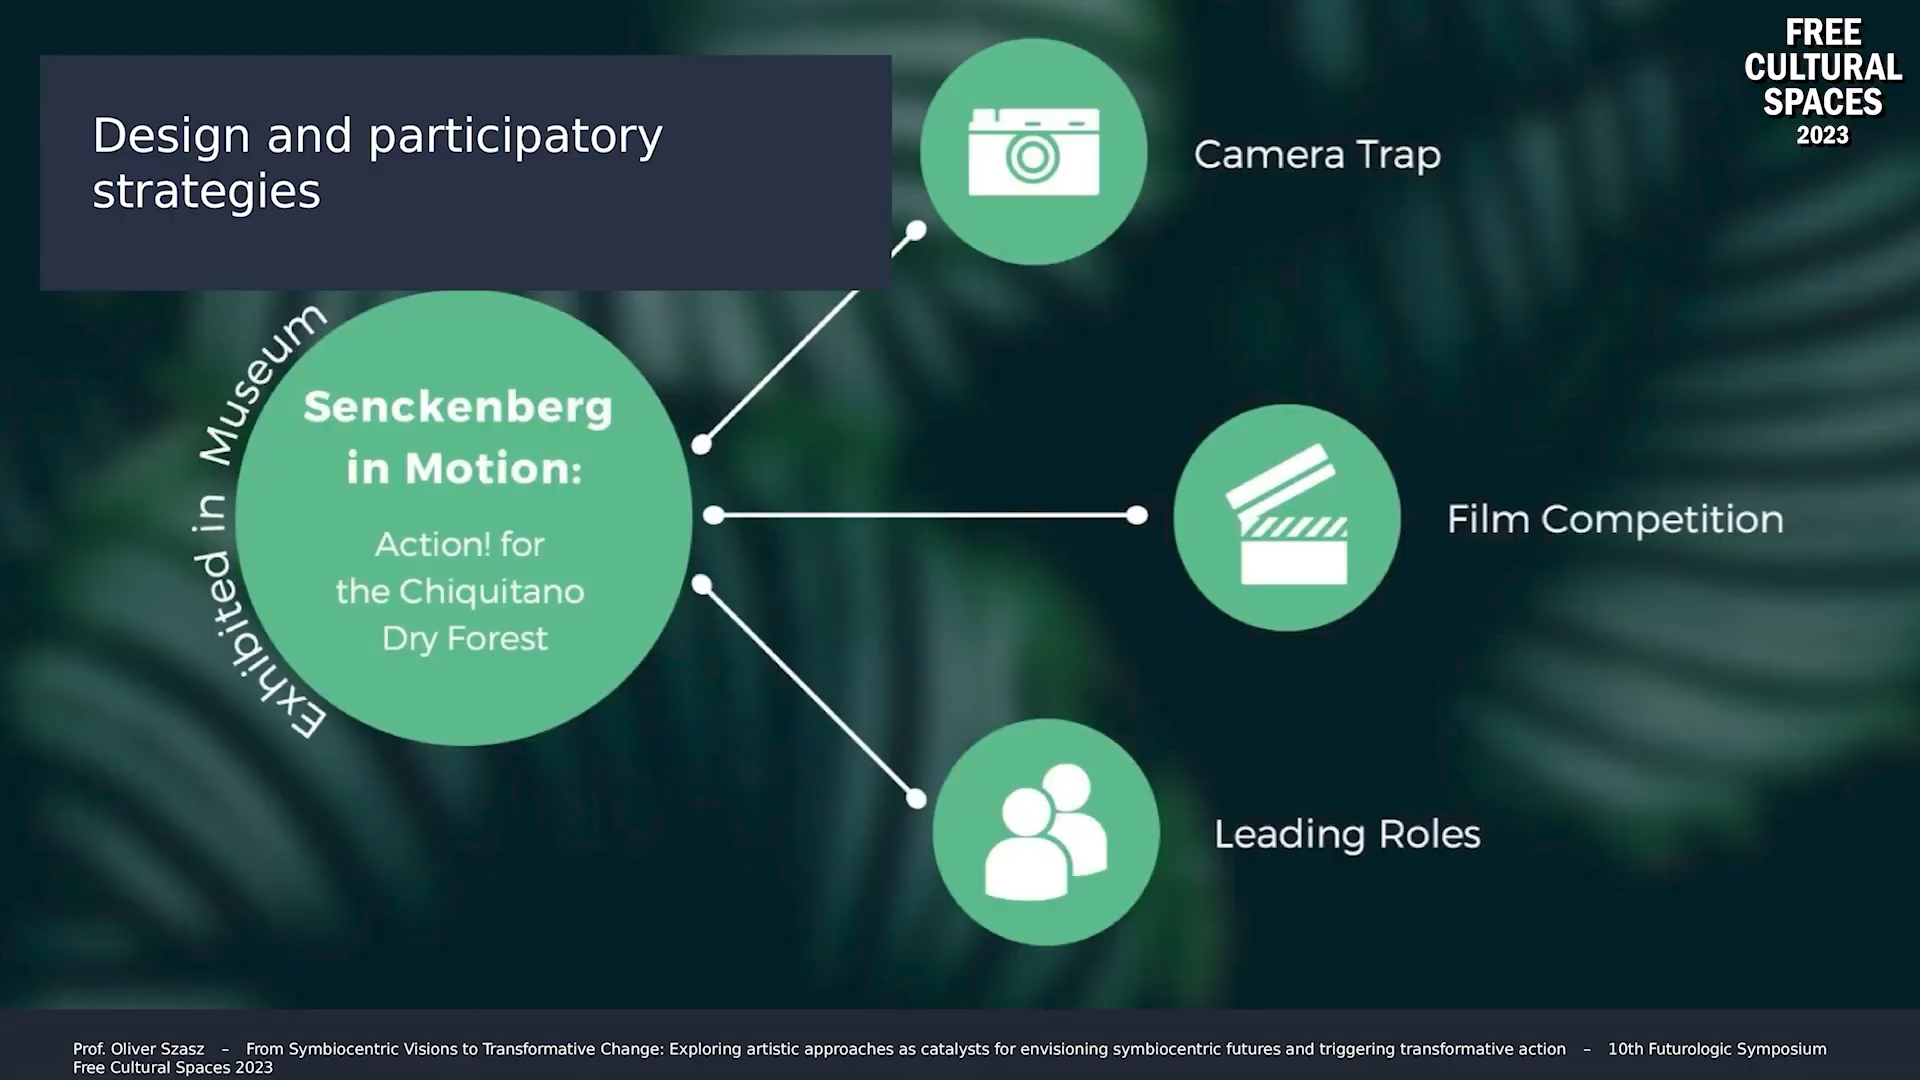 FREE
CULTURAL
SPACES
2023
Design and participatory
strategies
Camera Trap
Exhibited in Museum
Senckenberg
in Motion:
Action! for
the Chiquitano
Dry Forest
Film Competition
Leading Roles
Prof. Oliver Szasz – From Symbiocentric Visions to Transformative Change: Exploring artistic approaches as catalysts for envisioning symbiocentric futures and triggering transformative action – 10th Futurologic Symposium
Free Cultural Spaces 2023